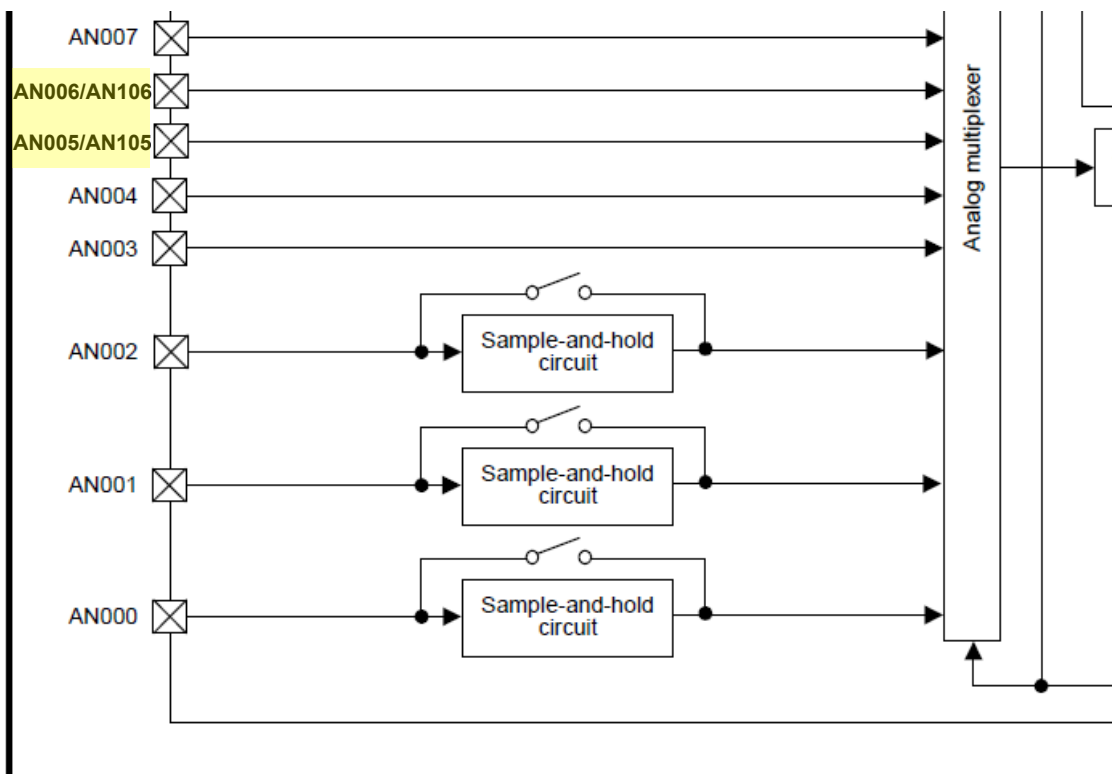 AN007
AN006/AN106
AN005/AN105
AN004
AN003
Analog multiplexer
AN002
Sample-and-hold
circuit
AN001
Sample-and-hold
circuit
AN000
Sample-and-hold
circuit